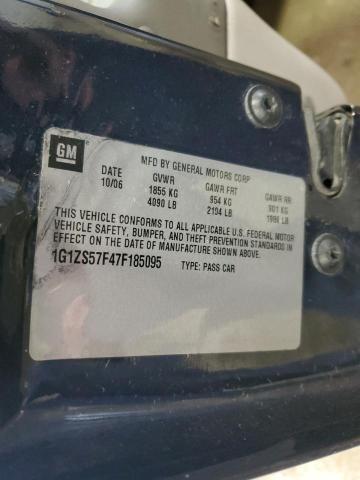 GM
MFD BY GENERAL MOTORS CORP
DATE GVWR GAWR FRT GAWR RR
10/06 1855 KG 954 KG 901 KG
4090 LB 2104 LB 1986 LB
THIS VEHICLE CONFORMS TO ALL APPLICABLE U.S. FEDERAL MOTOR
VEHICLE SAFETY, BUMPER, AND THEFT PREVENTION STANDARDS IN
EFFECT ON THE DATE OF MANUFACTURE SHOWN ABOVE.
1G1ZS57F47F185095 TYPE: PASS CAR